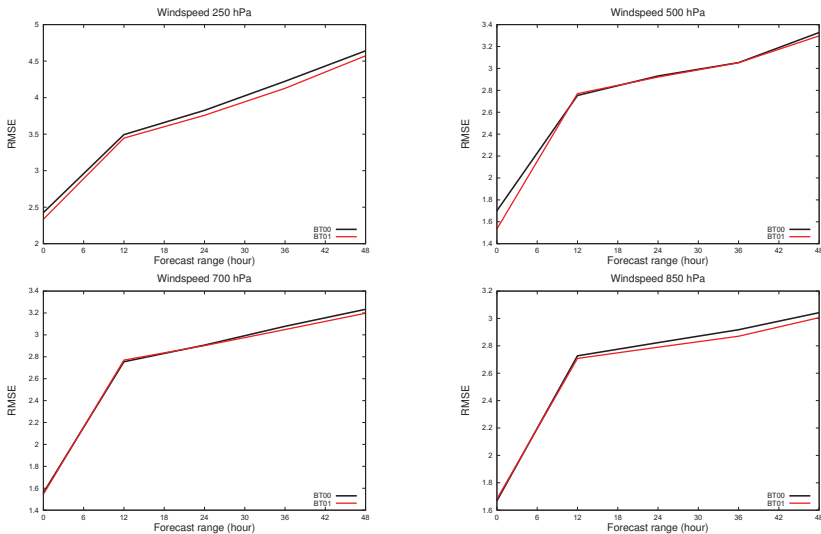 Windspeed 250 hPa
5
4.5
4
3.5
3
2.5
2
RMSE
BT00
BT01
0 6 12 18 24 30 36 42 48
Forecast range (hour)
Windspeed 500 hPa
3.4
3.2
3
2.8
2.6
2.4
2.2
2
1.8
1.6
1.4
RMSE
BT00
BT01
0 6 12 18 24 30 36 42 48
Forecast range (hour)
Windspeed 700 hPa
3.4
3.2
3
2.8
2.6
2.4
2.2
2
1.8
1.6
1.4
RMSE
BT00
BT01
0 6 12 18 24 30 36 42 48
Forecast range (hour)
Windspeed 850 hPa
3.2
3
2.8
2.6
2.4
2.2
2
1.8
1.6
RMSE
BT00
BT01
0 6 12 18 24 30 36 42 48
Forecast range (hour)